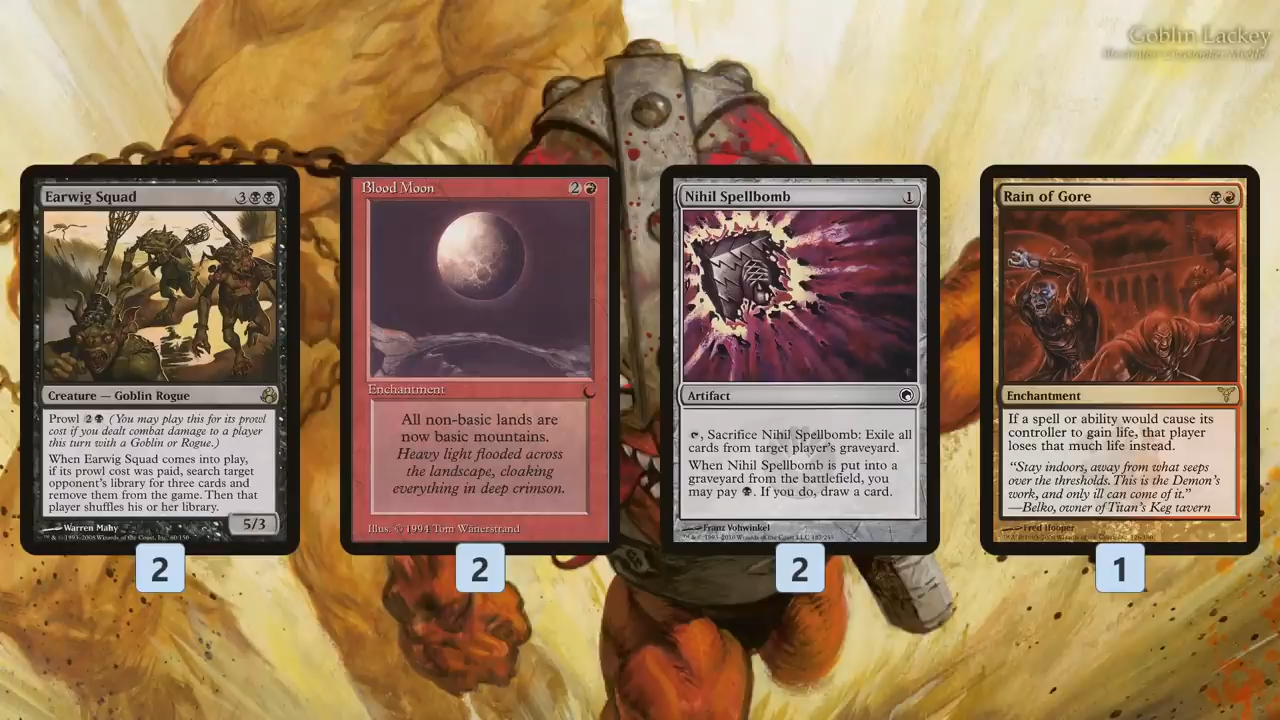 Goblin Lackey
Earwig Squad 3
Creature — Goblin Rogue
Prowl 2 (You may play this for its prowl
cost if you dealt combat damage to a player
this turn with a Goblin or Rogue.)
When Earwig Squad comes into play,
if its prowl cost was paid, search target
opponent's library for three cards and
remove them from the game. Then that
player shuffles his or her library.
Warren Mahy
5/3
2
Blood Moon 2
Enchantment
All non-basic lands are
now basic mountains.
Heavy light flooded across
the landscape, cloaking
everything in deep crimson.
Illus. © 1994 Tom Wänerstrand
2
Nihil Spellbomb 1
Artifact
, Sacrifice Nihil Spellbomb: Exile all
cards from target player's graveyard.
When Nihil Spellbomb is put into a
graveyard from the battlefield, you
may pay . If you do, draw a card.
Franz Vohwinkel
2
Rain of Gore
Enchantment
If a spell or ability would cause its
controller to gain life, that player
loses that much life instead.
"Stay indoors, away from what seeps
over the thresholds. This is the Demon's
work, and only ill can come of it."
—Belko, owner of Titan's Keg tavern
Fred Hooper
1